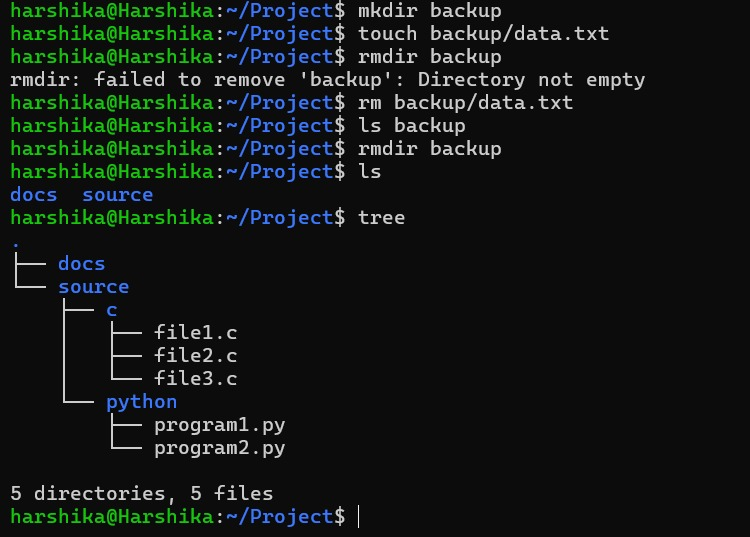 harshika@Harshika:~/Project$ mkdir backup
harshika@Harshika:~/Project$ touch backup/data.txt
harshika@Harshika:~/Project$ rmdir backup
rmdir: failed to remove 'backup': Directory not empty
harshika@Harshika:~/Project$ rm backup/data.txt
harshika@Harshika:~/Project$ ls backup
harshika@Harshika:~/Project$ rmdir backup
harshika@Harshika:~/Project$ ls
docs  source
harshika@Harshika:~/Project$ tree
.
├── docs
└── source
    ├── c
    │   ├── file1.c
    │   ├── file2.c
    │   └── file3.c
    └── python
        ├── program1.py
        └── program2.py

5 directories, 5 files
harshika@Harshika:~/Project$